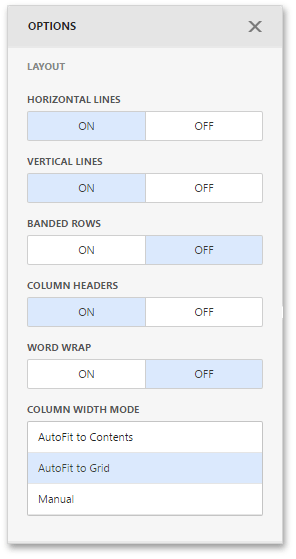 OPTIONS
LAYOUT
HORIZONTAL LINES
ON OFF
VERTICAL LINES
ON OFF
BANDED ROWS
ON OFF
COLUMN HEADERS
ON OFF
WORD WRAP
ON OFF
COLUMN WIDTH MODE
AutoFit to Contents
AutoFit to Grid
Manual